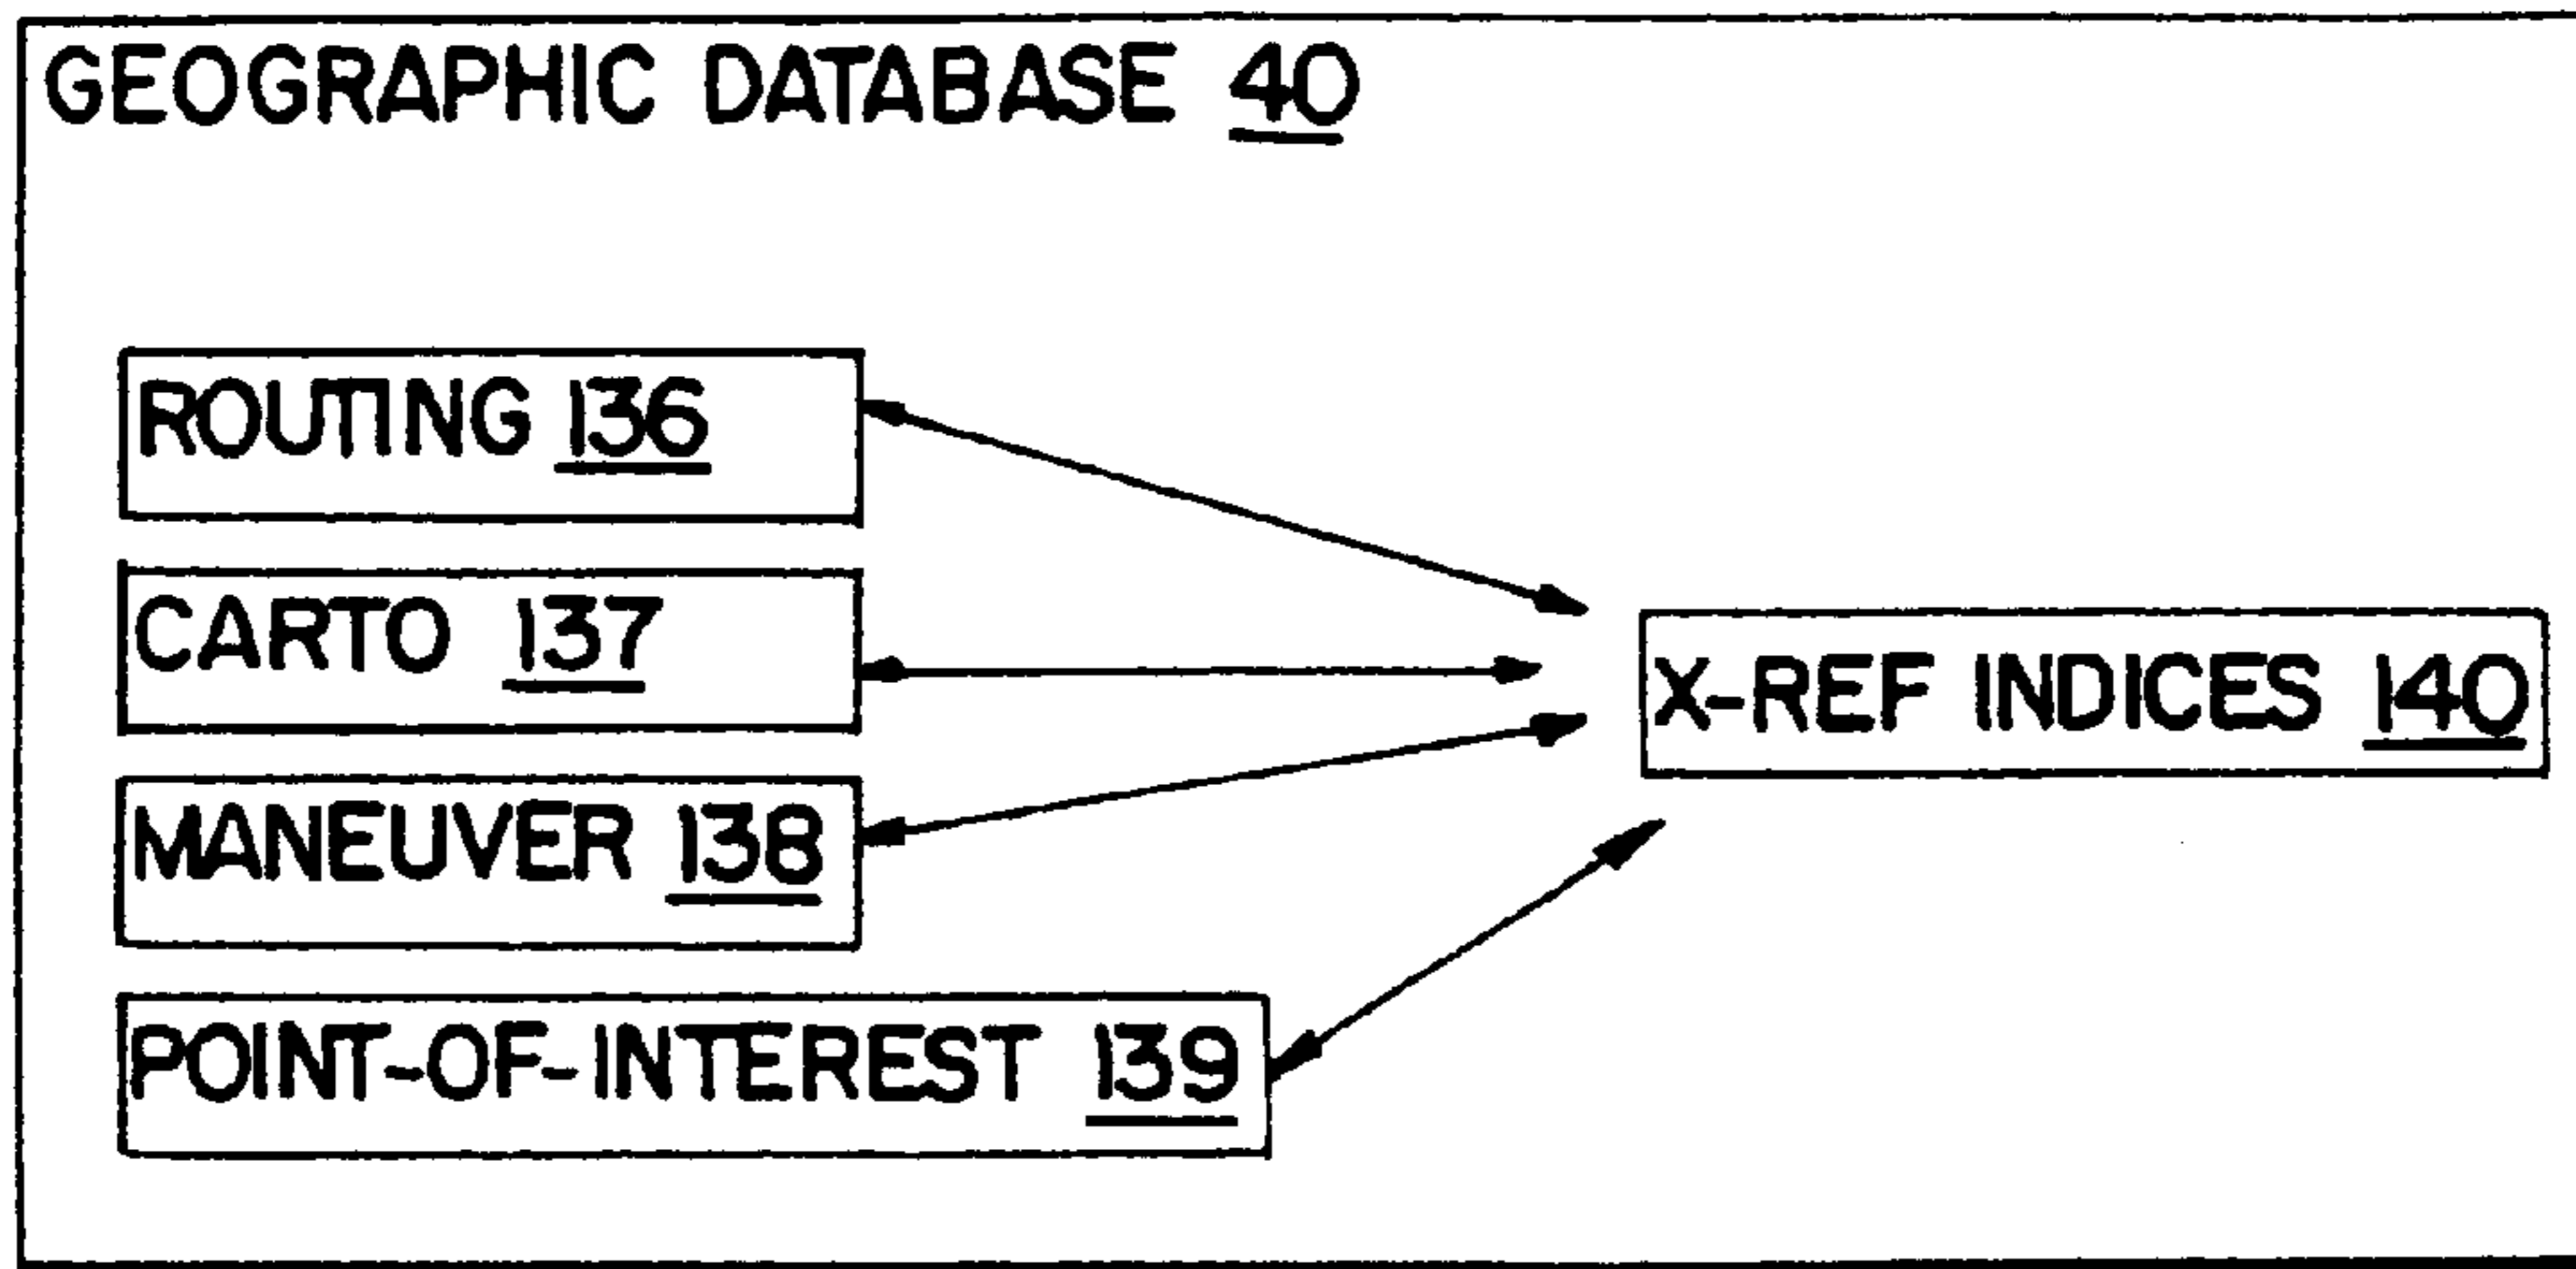 GEOGRAPHIC DATABASE 40
ROUTING 136
CARTO 137
MANEUVER 138
POINT-OF-INTEREST 139
X-REF INDICES 140